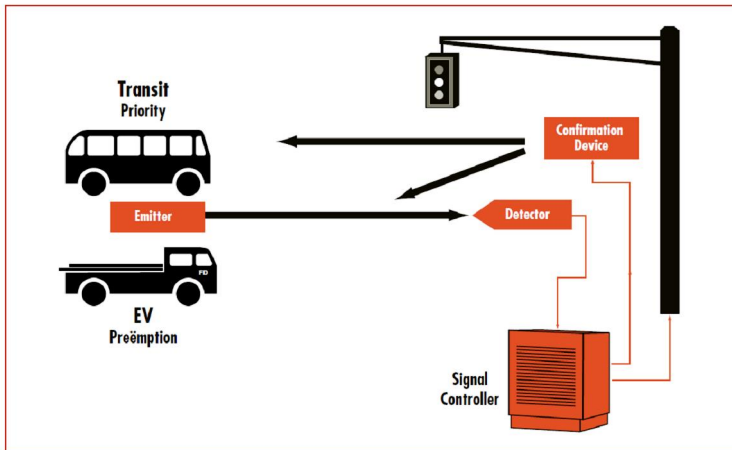 Transit
Priority
Confirmation
Device
Emitter
Detector
FD
EV
Preëmption
Signal
Controller